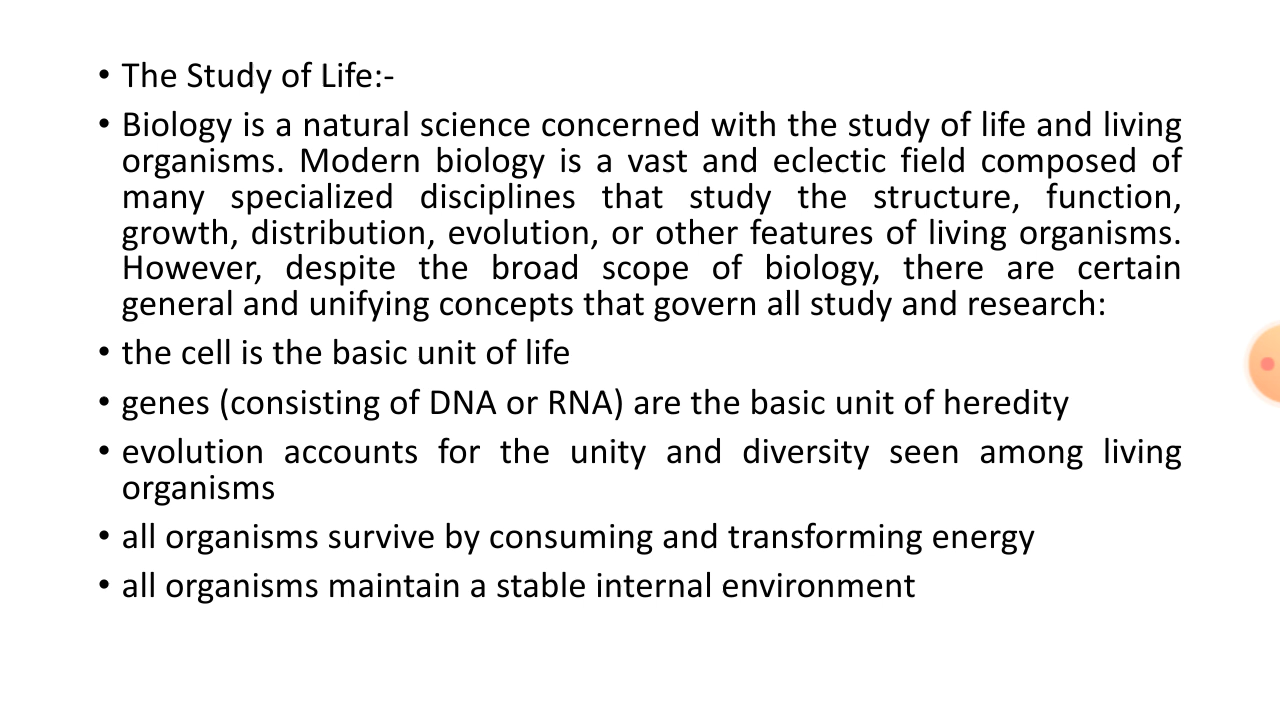 • The Study of Life:-
• Biology is a natural science concerned with the study of life and living
organisms. Modern biology is a vast and eclectic field composed of
many specialized disciplines that study the structure, function,
growth, distribution, evolution, or other features of living organisms.
However, despite the broad scope of biology, there are certain
general and unifying concepts that govern all study and research:
• the cell is the basic unit of life
• genes (consisting of DNA or RNA) are the basic unit of heredity
• evolution accounts for the unity and diversity seen among living
organisms
• all organisms survive by consuming and transforming energy
• all organisms maintain a stable internal environment